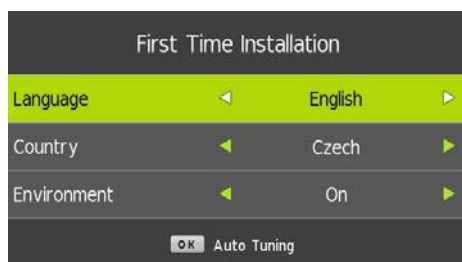 First Time Installation
Language English
Country Czech
Environment On
OK Auto Tuning